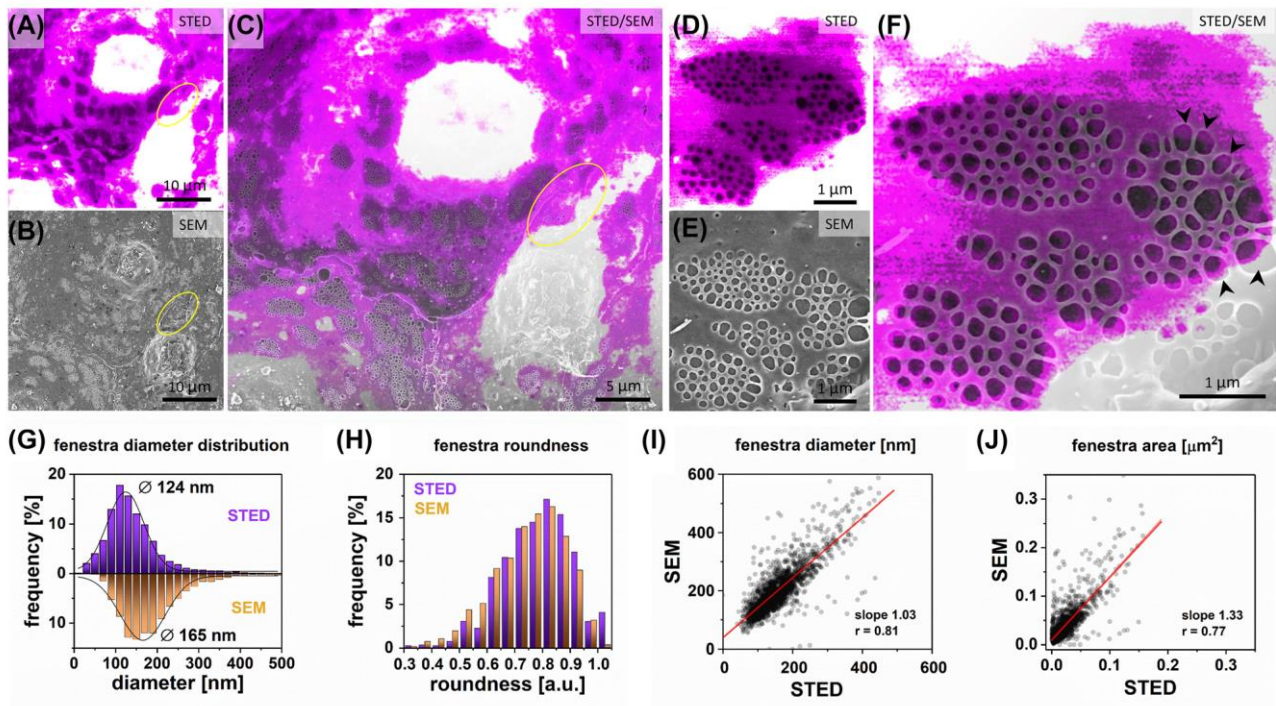 (A)
STED
10 µm
(B)
SEM
10 µm
(C)
STED/SEM
5 µm
(D)
STED
1 µm
(E)
SEM
1 µm
(F)
STED/SEM
1 µm
(G)
fenestra diameter distribution
20
10
0
10
frequency [%]
Ø 124 nm
STED
SEM
Ø 165 nm
0 100 200 300 400 500
diameter [nm]
(H)
fenestra roundness
STED
SEM
20
15
10
5
0
frequency [%]
0.3 0.4 0.5 0.6 0.7 0.8 0.9 1.0
roundness [a.u.]
(I)
fenestra diameter [nm]
600
400
200
0
SEM
slope 1.03
r = 0.81
0 200 400 600
STED
(J)
fenestra area [µm²]
0.3
0.2
0.1
0.0
SEM
slope 1.33
r = 0.77
0.0 0.1 0.2 0.3
STED